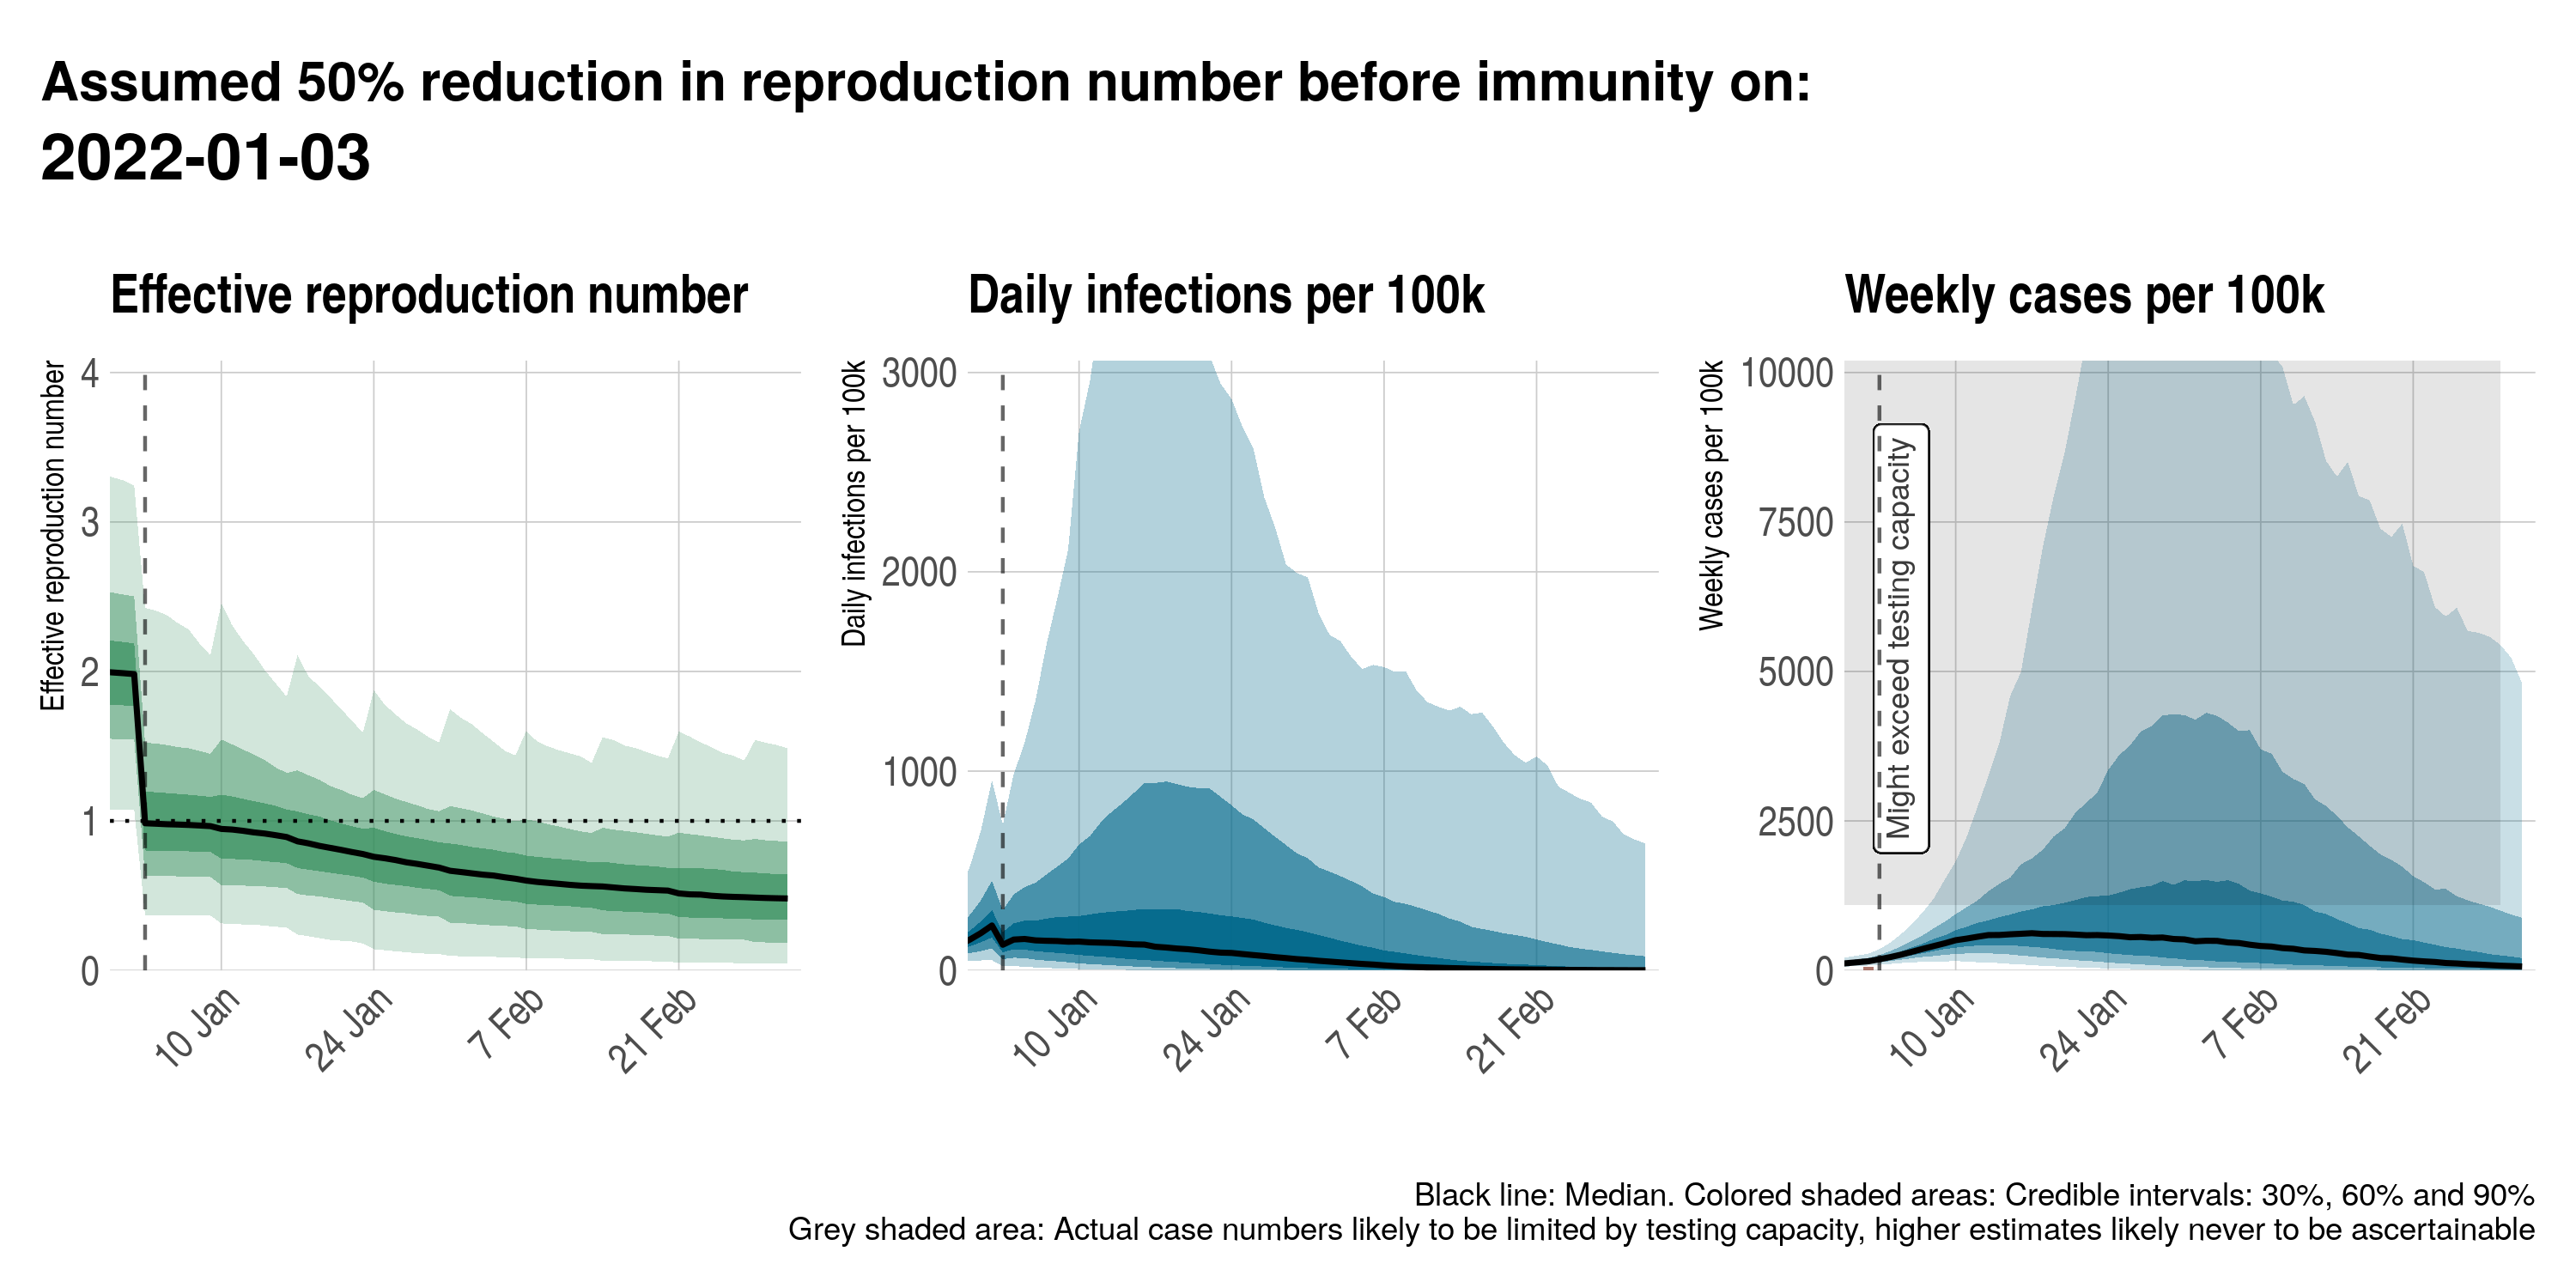 Assumed 50% reduction in reproduction number before immunity on:
2022-01-03
Effective reproduction number
Effective reproduction number
4
3
2
1
0
10 Jan
24 Jan
7 Feb
21 Feb
Daily infections per 100k
Daily infections per 100k
3000
2000
1000
0
10 Jan
24 Jan
7 Feb
21 Feb
Weekly cases per 100k
Weekly cases per 100k
10000
7500
5000
2500
0
Might exceed testing capacity
10 Jan
24 Jan
7 Feb
21 Feb
Black line: Median. Colored shaded areas: Credible intervals: 30%, 60% and 90%
Grey shaded area: Actual case numbers likely to be limited by testing capacity, higher estimates likely never to be ascertainable